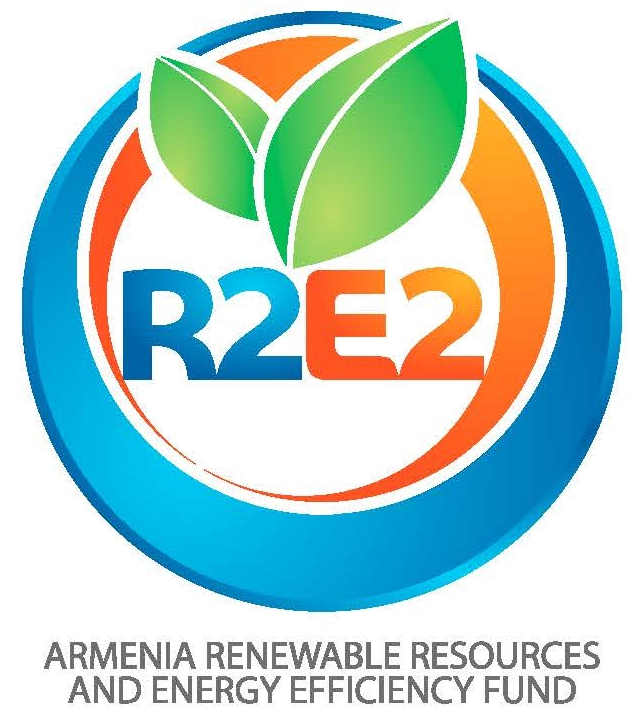 R2E2
ARMENIA RENEWABLE RESOURCES
AND ENERGY EFFICIENCY FUND